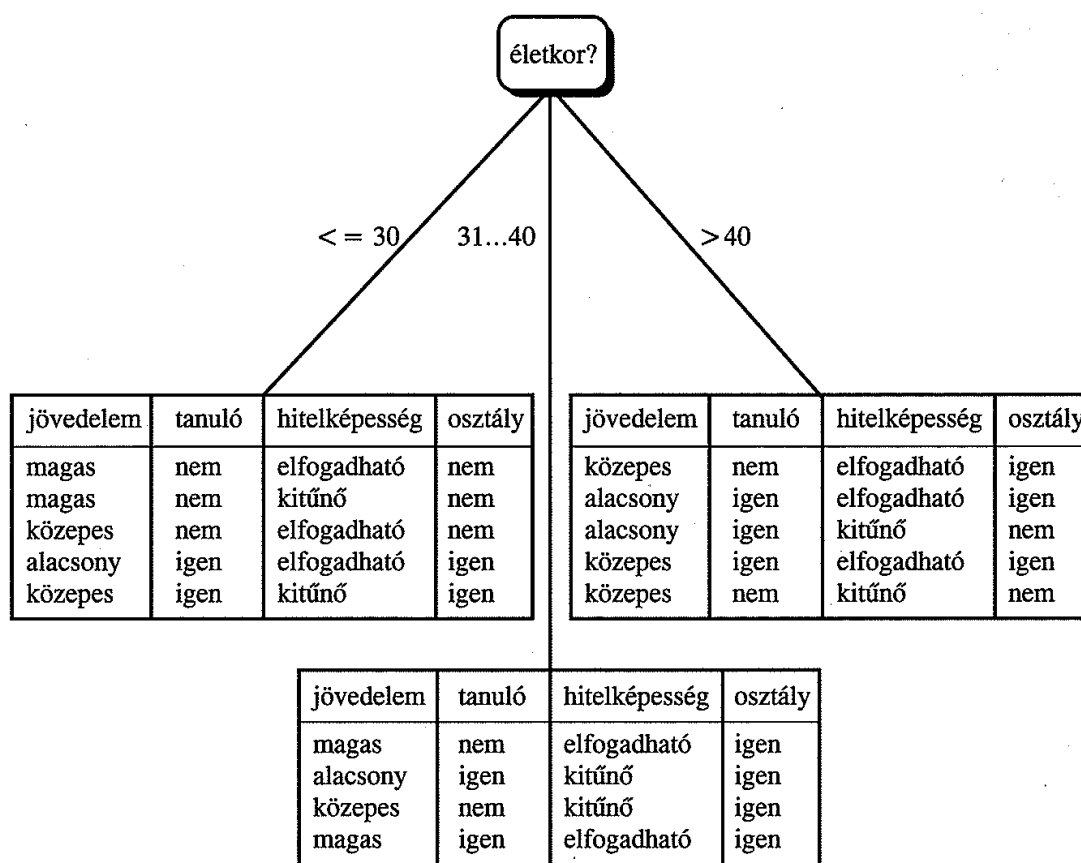 életkor?
<= 30
31...40
>40
jövedelem tanuló hitelképesség osztály
magas nem elfogadható nem
magas nem kitűnő nem
közepes nem elfogadható nem
alacsony igen elfogadható igen
közepes igen kitűnő igen
jövedelem tanuló hitelképesség osztály
közepes nem elfogadható igen
alacsony igen elfogadható igen
alacsony igen kitűnő nem
közepes igen elfogadható igen
közepes nem kitűnő nem
jövedelem tanuló hitelképesség osztály
magas nem elfogadható igen
alacsony igen kitűnő igen
közepes nem kitűnő igen
magas igen elfogadható igen